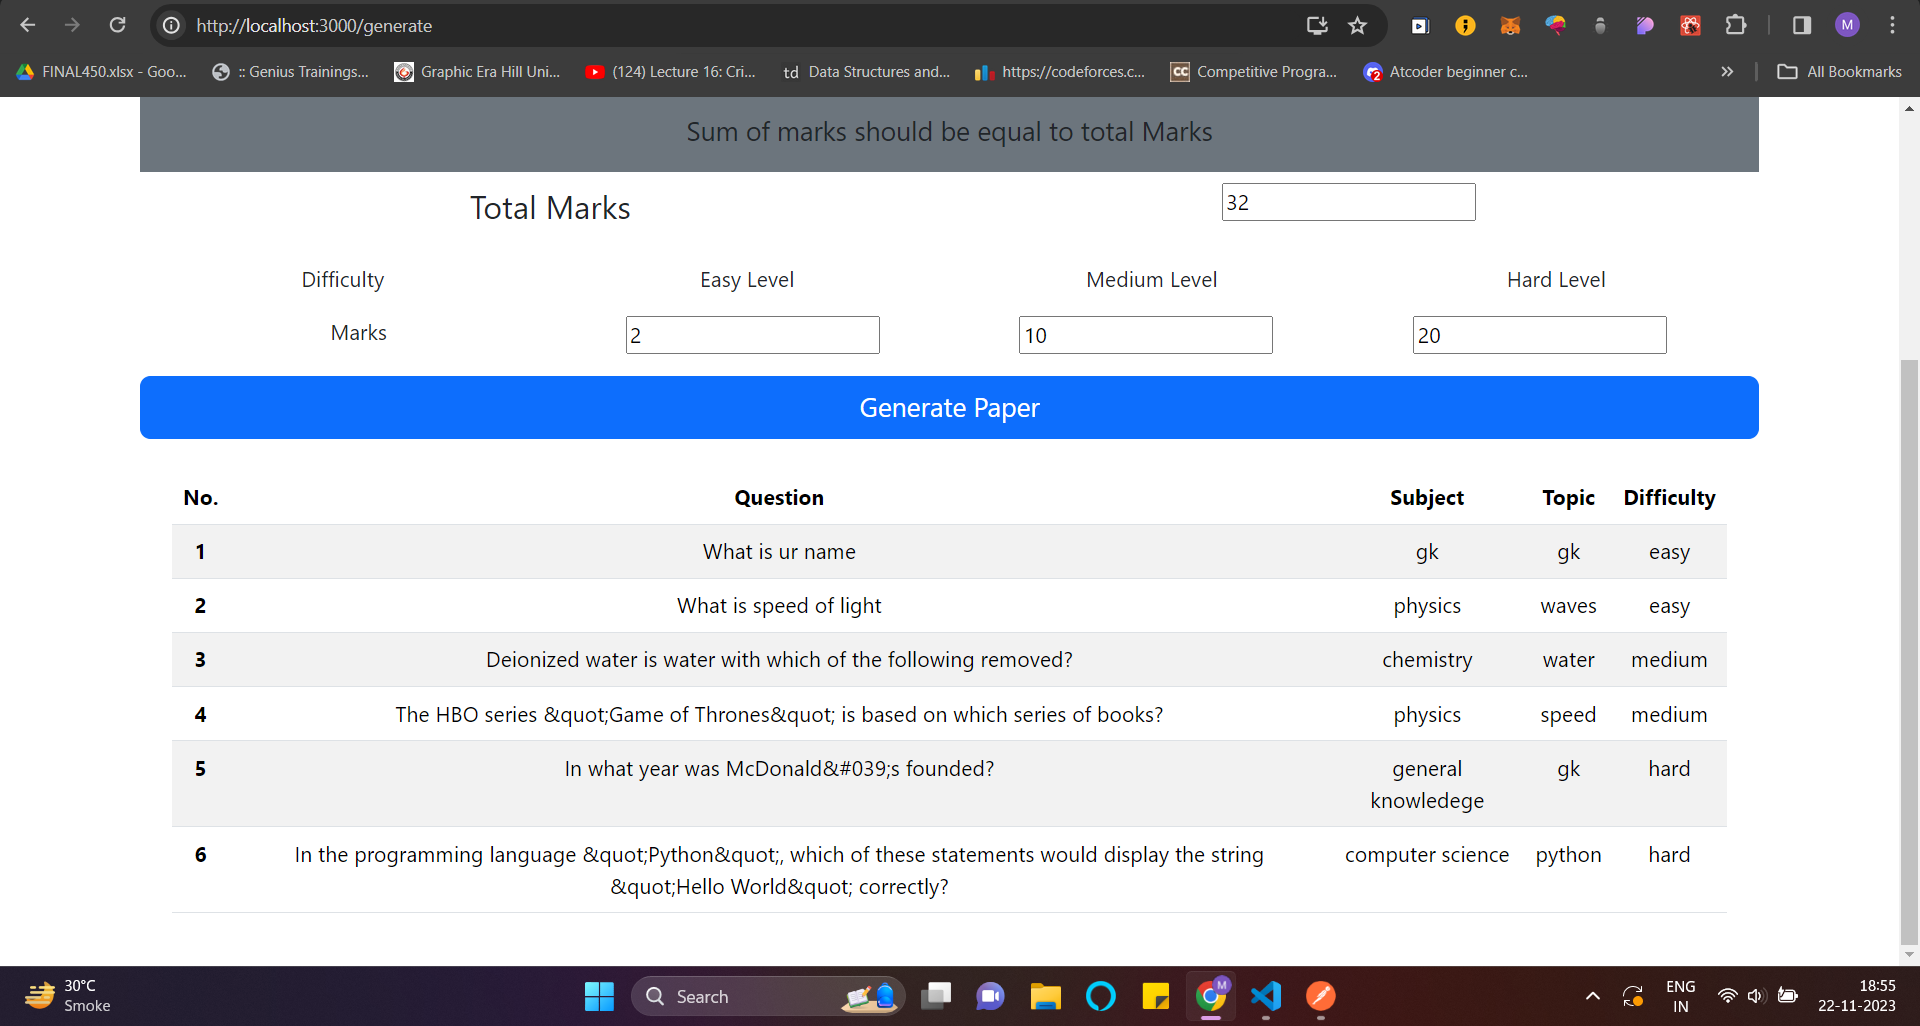 http://localhost:3000/generate
M
FINAL450.xlsx - Goo...
:: Genius Trainings...
Graphic Era Hill Uni...
(124) Lecture 16: Cri...
td Data Structures and...
https://codeforces.c...
CC Competitive Progra...
Atcoder beginner c...
All Bookmarks
Sum of marks should be equal to total Marks
Total Marks 32
Difficulty Easy Level Medium Level Hard Level
Marks 2 10 20
Generate Paper
No. Question Subject Topic Difficulty
1 What is ur name gk gk easy
2 What is speed of light physics waves easy
3 Deionized water is water with which of the following removed? chemistry water medium
4 The HBO series &quot;Game of Thrones&quot; is based on which series of books? physics speed medium
5 In what year was McDonald&#039;s founded? general gk hard
knowledege
6 In the programming language &quot;Python&quot;, which of these statements would display the string computer science python hard
&quot;Hello World&quot; correctly?
30°C
Smoke
Search
M
ENG
IN
18:55
22-11-2023